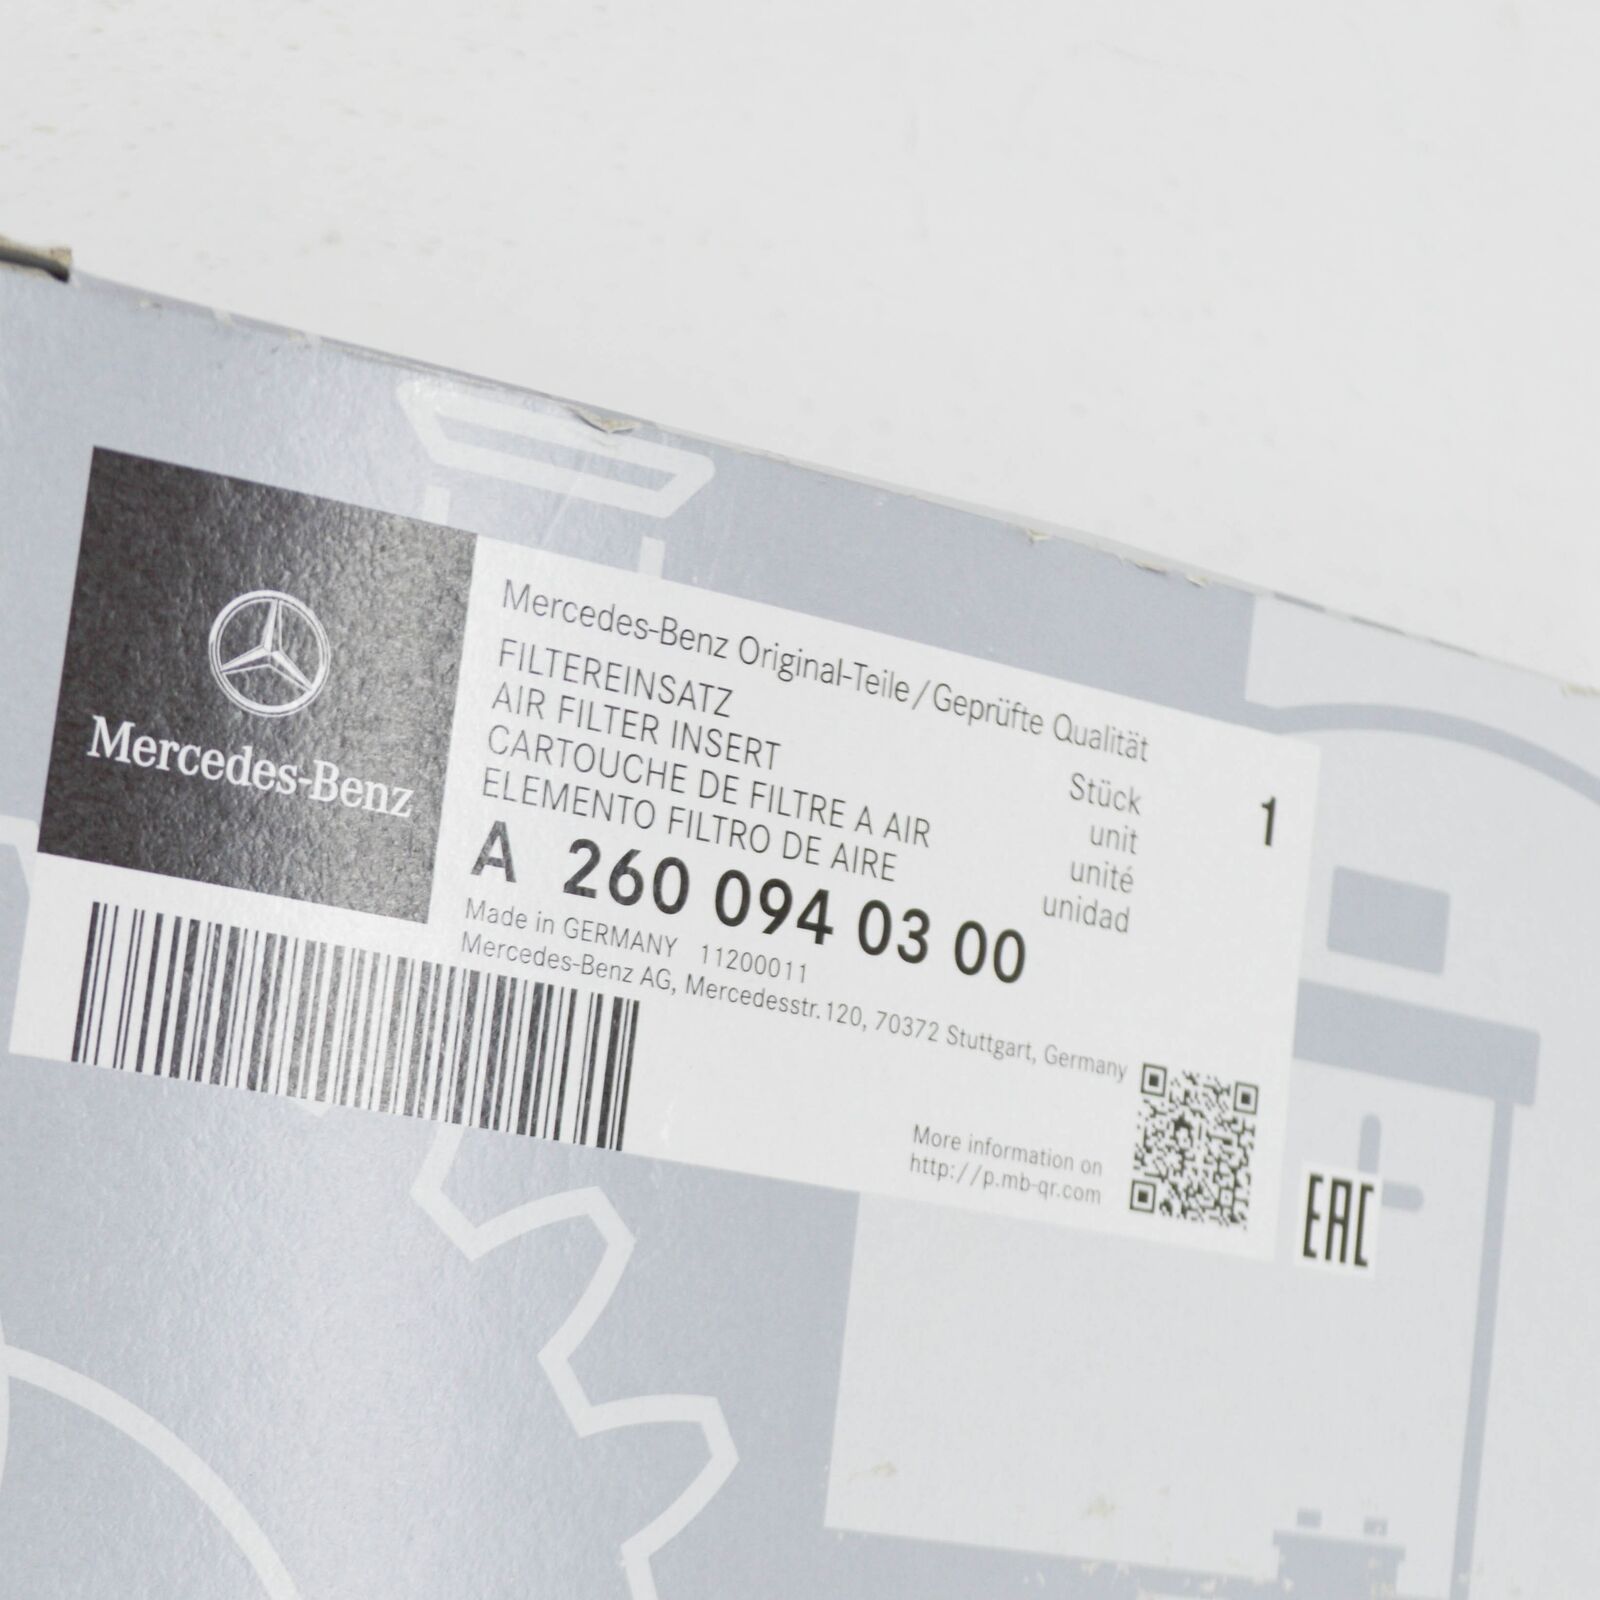 Mercedes-Benz
Mercedes-Benz Original-Teile/Geprüfte Qualität
FILTEREINSATZ
AIR FILTER INSERT
CARTOUCHE DE FILTRE A AIR
ELEMENTO FILTRO DE AIRE
Stück
unit
unité
unidad
1
A 260 094 03 00
Made in GERMANY 11200011
Mercedes-Benz AG, Mercedesstr.120, 70372 Stuttgart, Germany
More information on
http://p.mb-qr.com
EAC